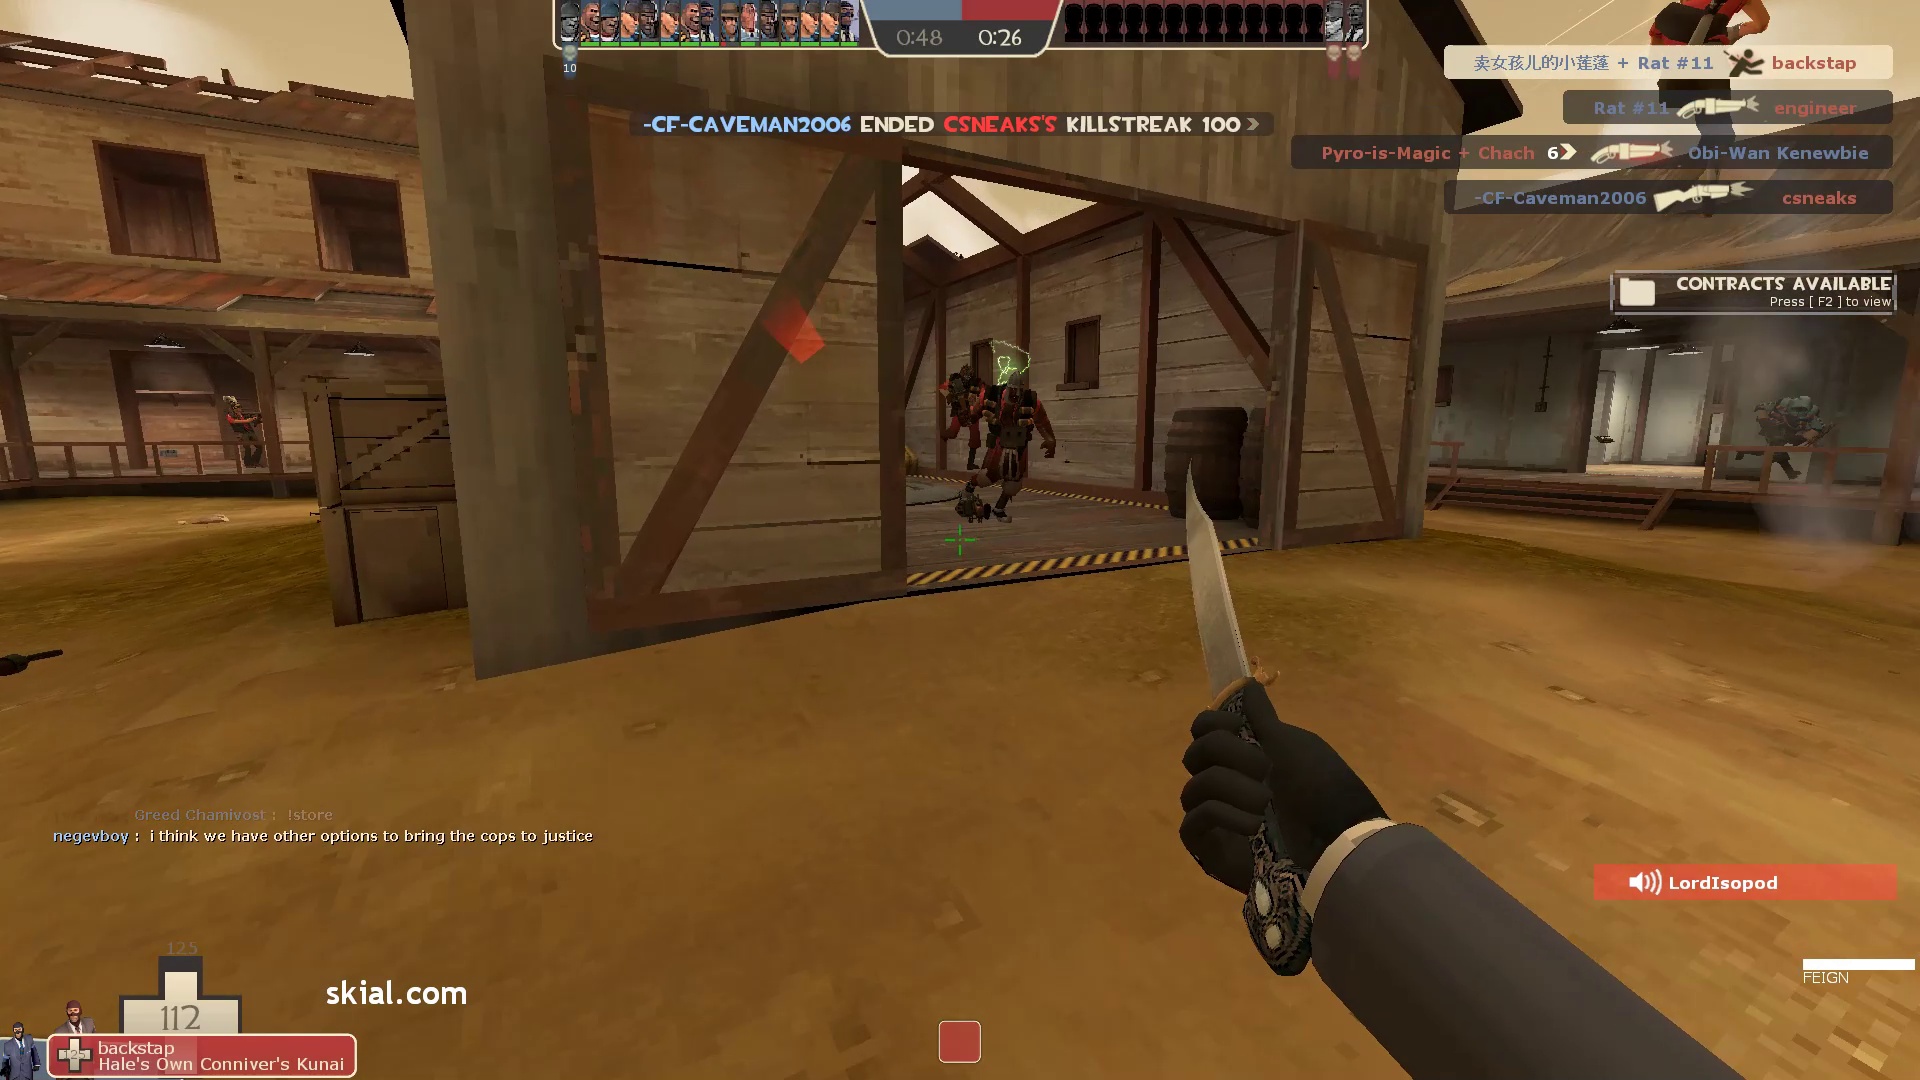 0:48 0:26
10
卖女孩儿的小莲蓬 + Rat #11 backstap
-CF-CAVEMAN2006 ENDED CSNEAKS'S KILLSTREAK 100
Rat #11 engineer
Pyro-is-Magic + Chach 6 Obi-Wan Kenewbie
-CF-Caveman2006 csneaks
CONTRACTS AVAILABLE
Press [ F2 ] to view
Greed Chamivost : !store
negevboy : i think we have other options to bring the cops to justice
LordIsopod
125
FEIGN
skial.com
112
125
backstap
Hale's Own Conniver's Kunai